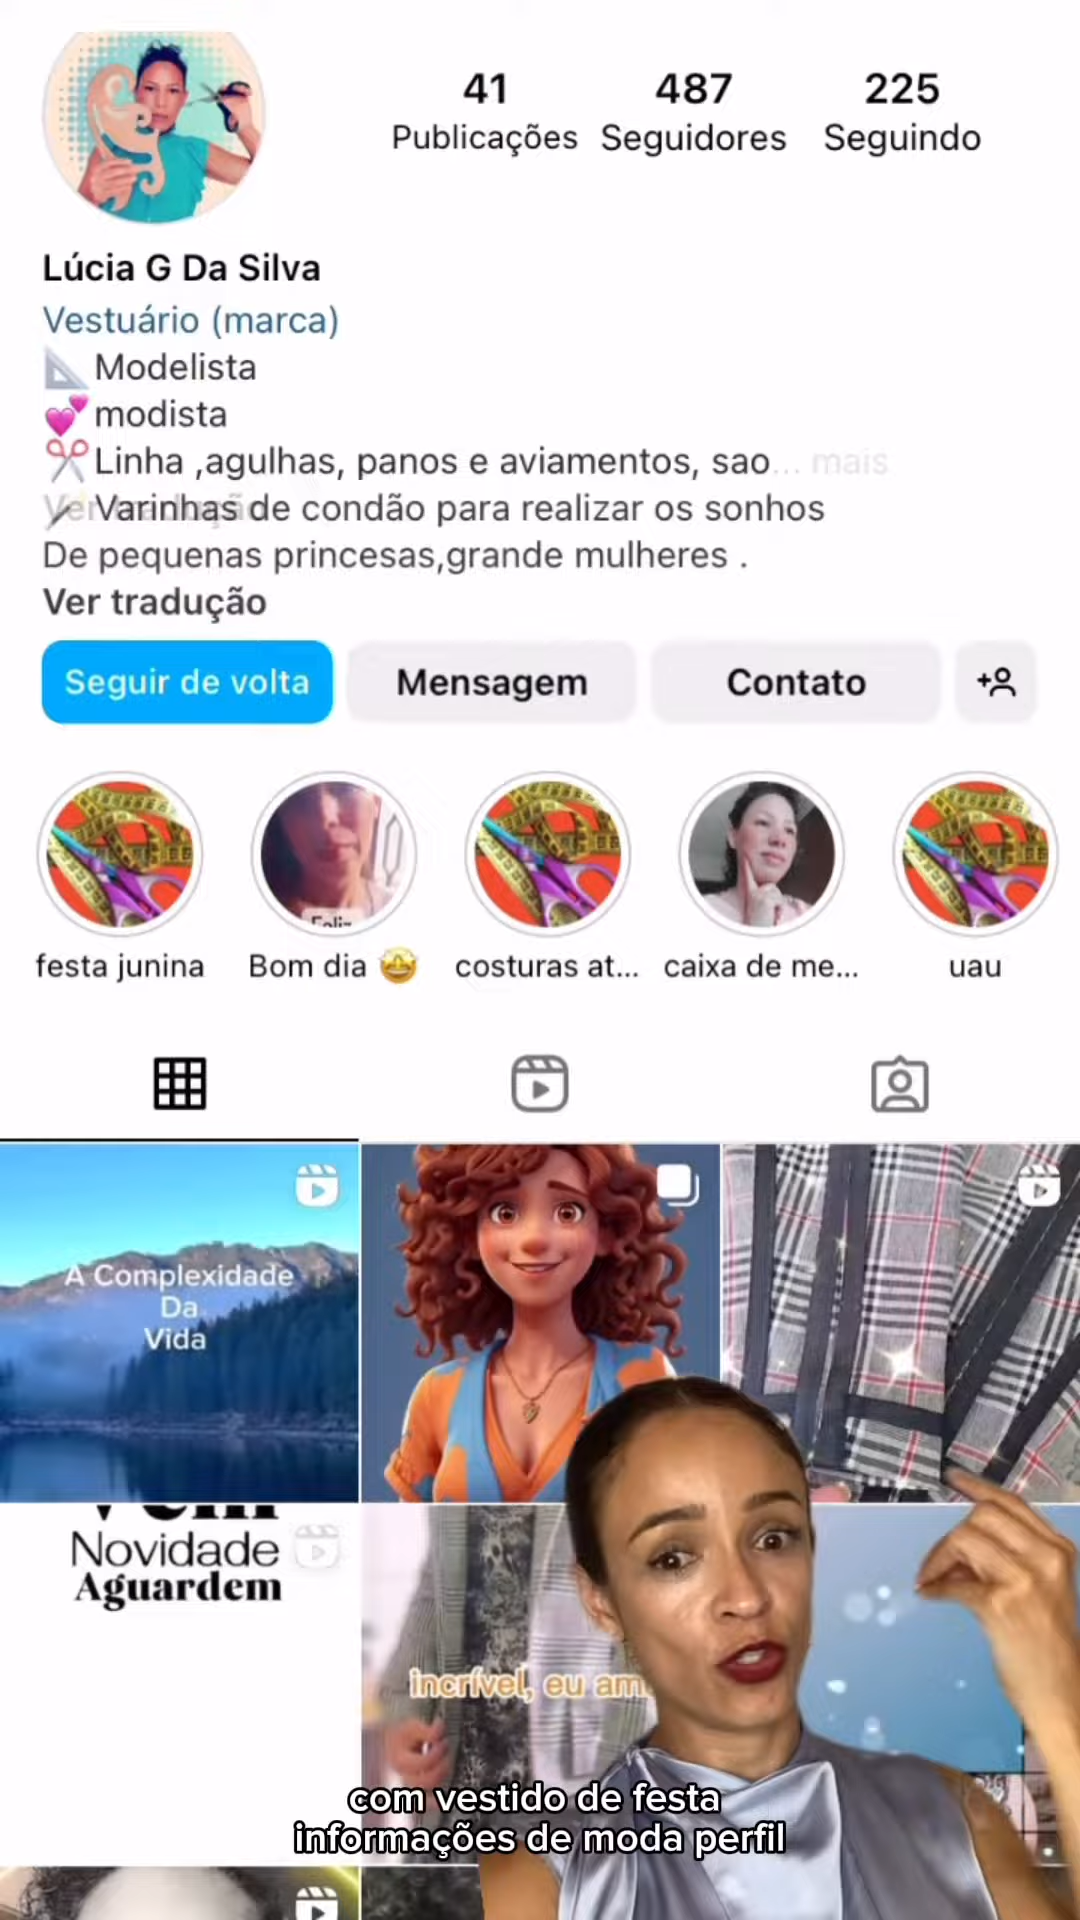 41
487
225
Publicações
Seguidores
Seguindo
Lúcia G Da Silva
Vestuário (marca)
Modelista
modista
Linha ,agulhas, panos e aviamentos, sao... mais
Varinhas de condão para realizar os sonhos
De pequenas princesas,grande mulheres .
Ver tradução
Seguir de volta
Mensagem
Contato
festa junina
Bom dia 🤩
costuras at...
caixa de me...
uau
A Complexidade
Da
Vida
Novidade
Aguardem
incrível, eu am
com vestido de festa
informações de moda perfil